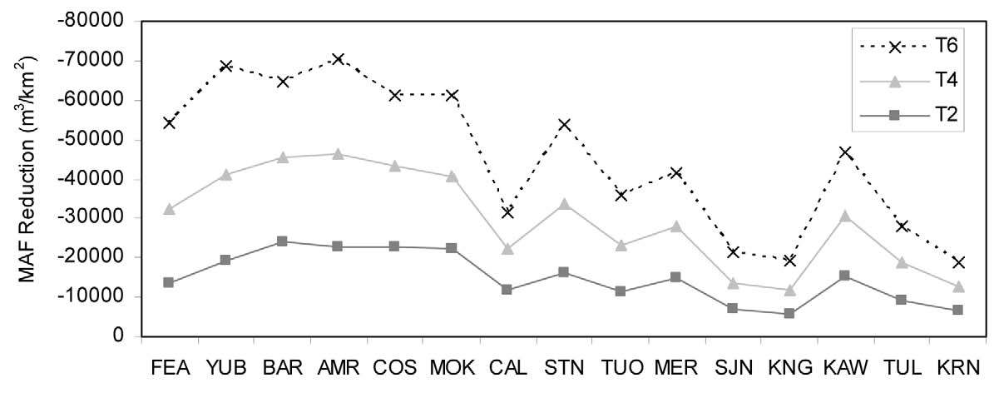 -80000
-70000
-60000
-50000
-40000
-30000
-20000
-10000
0
MAF Reduction (m³/km²)
T6
T4
T2
FEA YUB BAR AMR COS MOK CAL STN TUO MER SJN KNG KAW TUL KRN